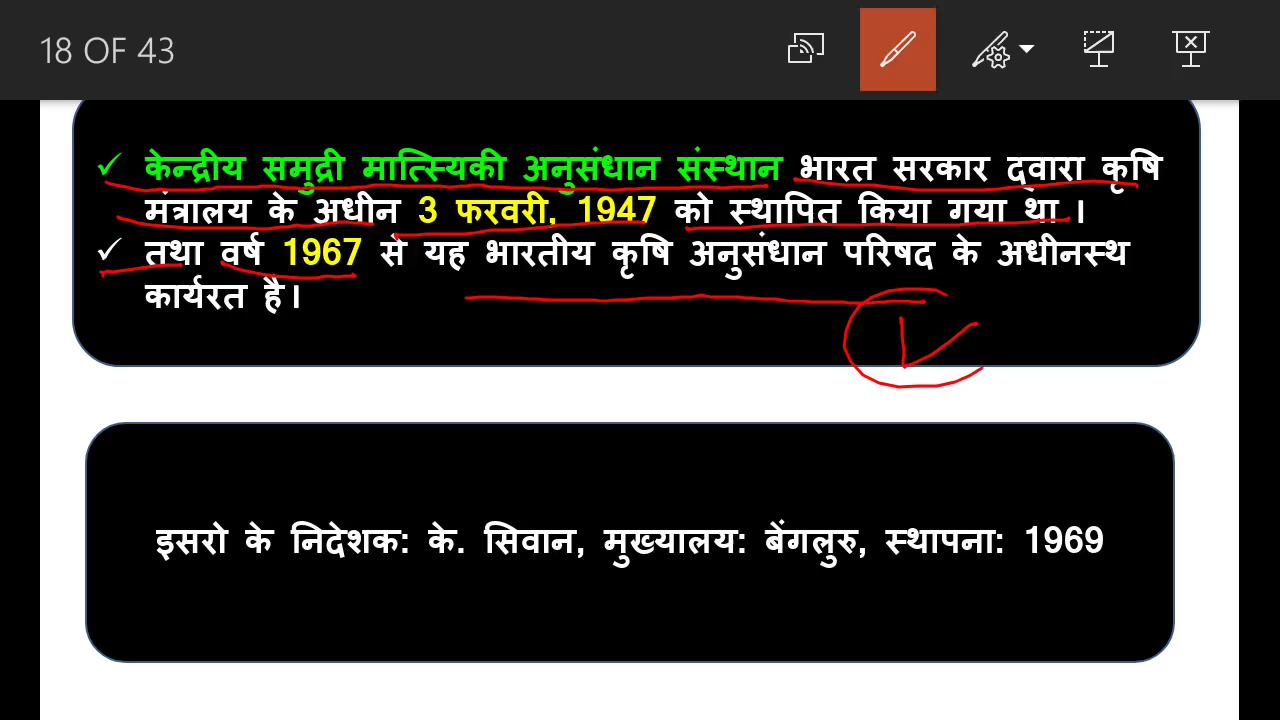 18 OF 43
केन्द्रीय समुद्री मात्स्यिकी अनुसंधान संस्थान भारत सरकार द्वारा कृषि
मंत्रालय के अधीन 3 फरवरी, 1947 को स्थापित किया गया था ।
तथा वर्ष 1967 से यह भारतीय कृषि अनुसंधान परिषद के अधीनस्थ
कार्यरत है।
इसरो के निदेशक: के. सिवान, मुख्यालय: बेंगलुरु, स्थापना: 1969